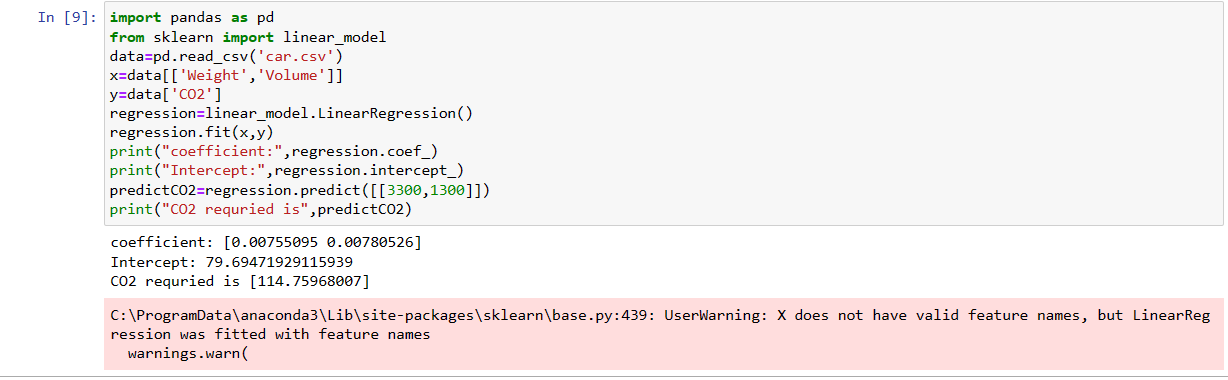 In [9]: import pandas as pd
from sklearn import linear_model
data=pd.read_csv('car.csv')
x=data[['Weight','Volume']]
y=data['CO2']
regression=linear_model.LinearRegression()
regression.fit(x,y)
print("coefficient:",regression.coef_)
print("Intercept:",regression.intercept_)
predictCO2=regression.predict([[3300,1300]])
print("CO2 requried is",predictCO2)
coefficient: [0.00755095 0.00780526]
Intercept: 79.69471929115939
CO2 requried is [114.75968007]
C:\ProgramData\anaconda3\Lib\site-packages\sklearn\base.py:439: UserWarning: X does not have valid feature names, but LinearReg
ression was fitted with feature names
  warnings.warn(